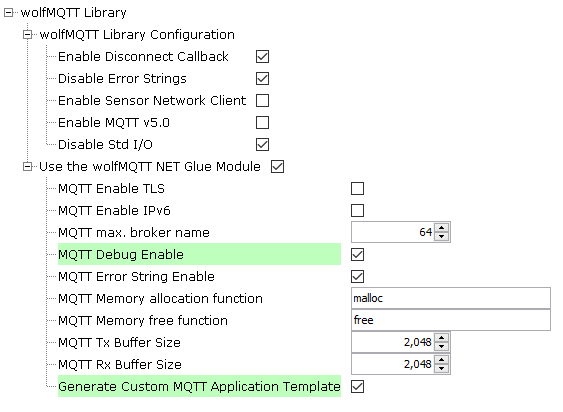 wolfMQTT Library
wolfMQTT Library Configuration
Enable Disconnect Callback
Disable Error Strings
Enable Sensor Network Client
Enable MQTT v5.0
Disable Std I/O
Use the wolfMQTT NET Glue Module
MQTT Enable TLS
MQTT Enable IPv6
MQTT max. broker name 64
MQTT Debug Enable
MQTT Error String Enable
MQTT Memory allocation function malloc
MQTT Memory free function free
MQTT Tx Buffer Size 2,048
MQTT Rx Buffer Size 2,048
Generate Custom MQTT Application Template